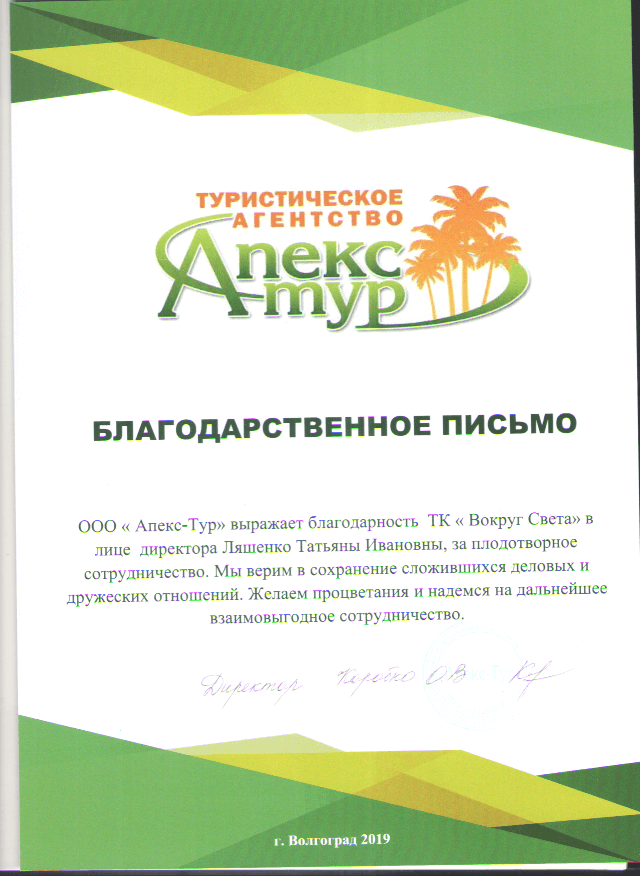 ТУРИСТИЧЕСКОЕ
АГЕНТСТВО
Апекс
тур
БЛАГОДАРСТВЕННОЕ ПИСЬМО
ООО « Апекс-Тур» выражает благодарность ТК « Вокруг Света» в
лице директора Ляшенко Татьяны Ивановны, за плодотворное
сотрудничество. Мы верим в сохранение сложившихся деловых и
дружеских отношений. Желаем процветания и надемся на дальнейшее
взаимовыгодное сотрудничество.
Директор Коробко О.В
г. Волгоград 2019